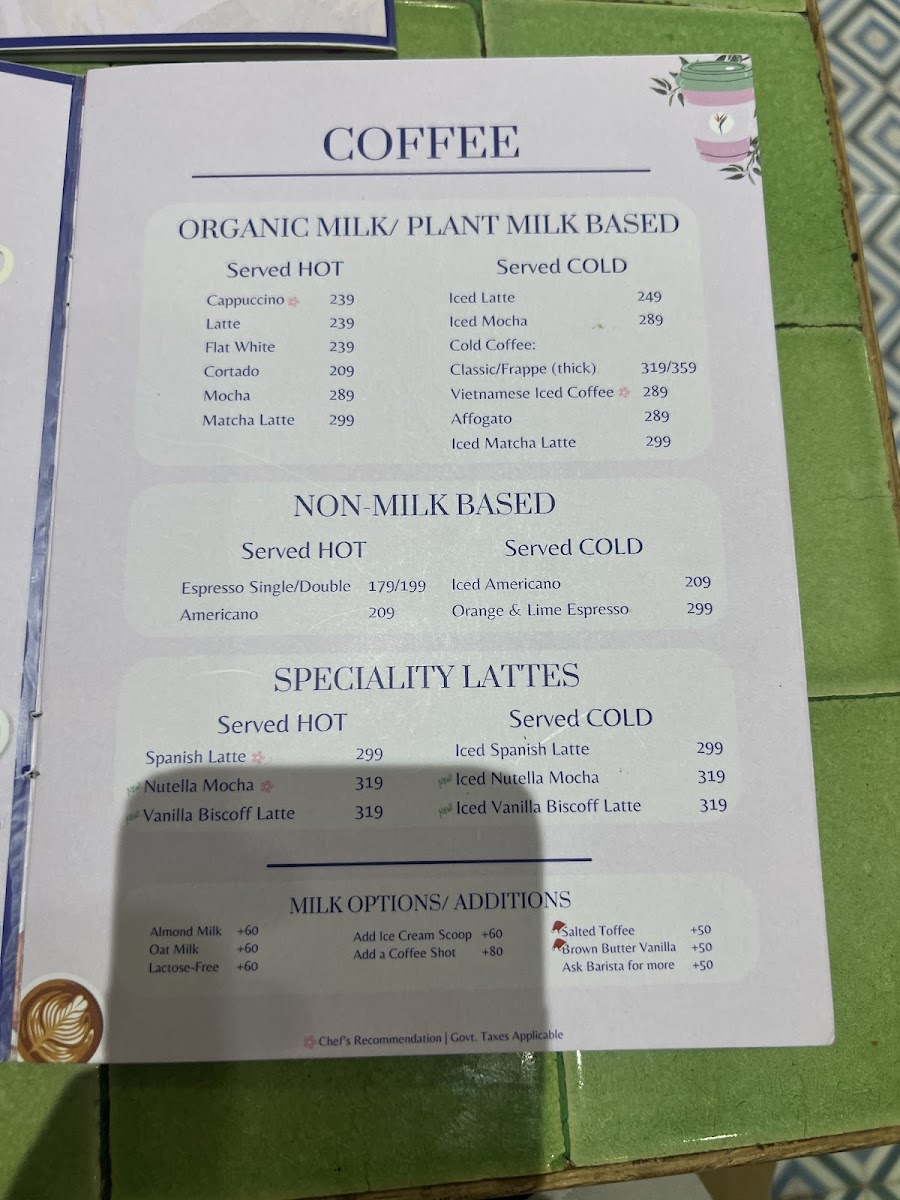 COFFEE
ORGANIC MILK/ PLANT MILK BASED
Served HOT
Cappuccino 239
Latte 239
Flat White 239
Cortado 209
Mocha 289
Matcha Latte 299
Served COLD
Iced Latte 249
Iced Mocha 289
Cold Coffee:
Classic/Frappe (thick) 319/359
Vietnamese Iced Coffee 289
Affogato 289
Iced Matcha Latte 299
NON-MILK BASED
Served HOT
Espresso Single/Double 179/199
Americano 209
Served COLD
Iced Americano 209
Orange & Lime Espresso 299
SPECIALITY LATTES
Served HOT
Spanish Latte 299
new Nutella Mocha 319
new Vanilla Biscoff Latte 319
Served COLD
Iced Spanish Latte 299
new Iced Nutella Mocha 319
new Iced Vanilla Biscoff Latte 319
MILK OPTIONS/ ADDITIONS
Almond Milk +60
Oat Milk +60
Lactose-Free +60
Add Ice Cream Scoop +60
Add a Coffee Shot +80
Salted Toffee +50
Brown Butter Vanilla +50
Ask Barista for more +50
Chef's Recommendation | Govt. Taxes Applicable